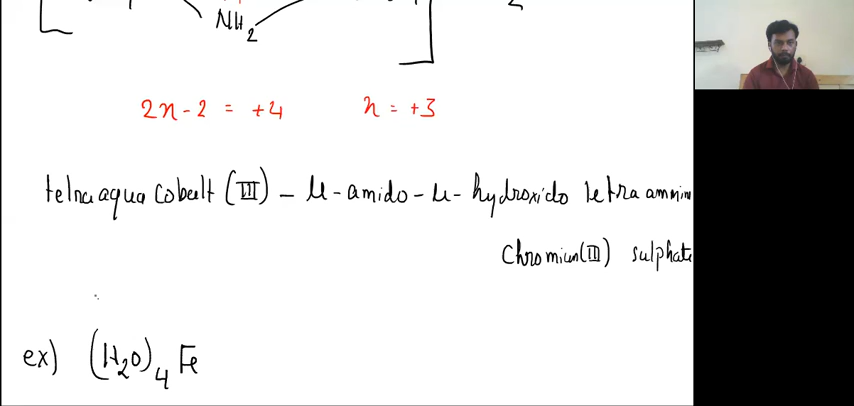 NH2
2
2x-2 = +4 x = +3
tetraaqua cobalt (III) - μ-amido - μ- hydroxido tetra ammin
Chromium(III) sulphate
ex) (H2O)4 Fe